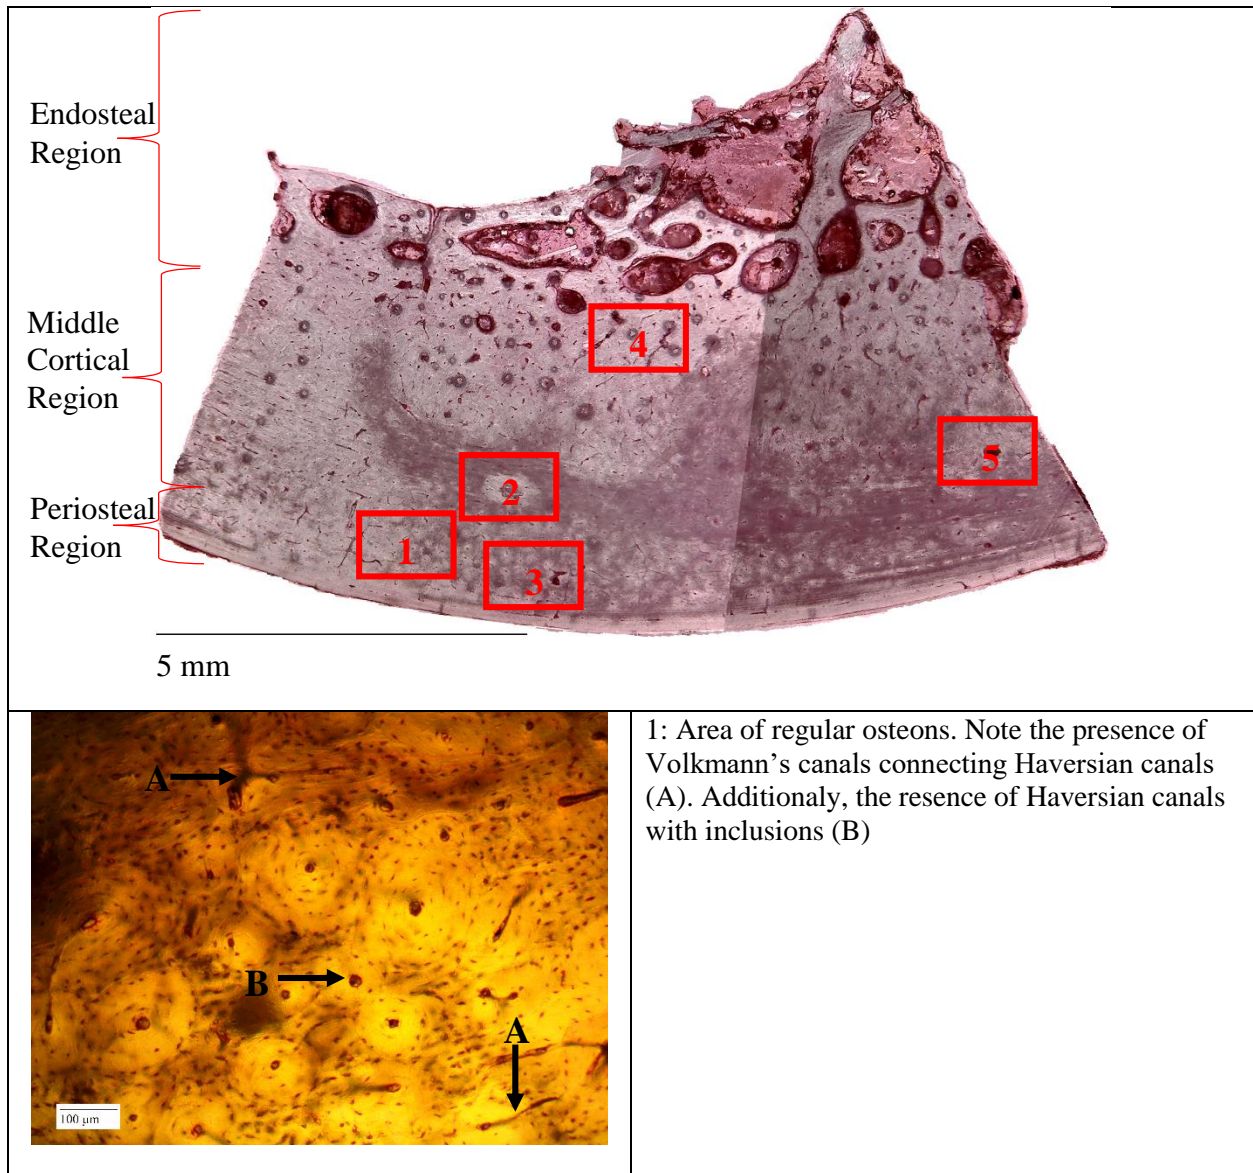 Endosteal
Region
Middle
Cortical
Region
Periosteal
Region
4
5
2
1
3
5 mm
A
B
A
100 µm
1: Area of regular osteons. Note the presence of
Volkmann’s canals connecting Haversian canals
(A). Additionaly, the resence of Haversian canals
with inclusions (B)